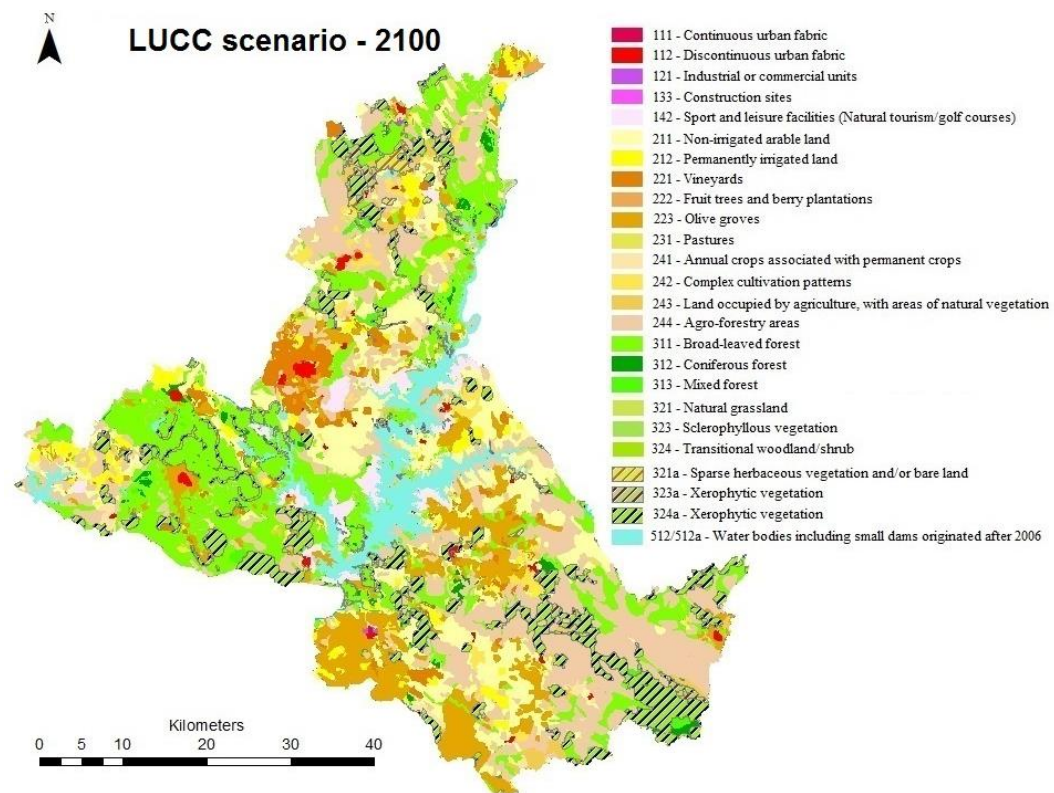 N
LUCC scenario - 2100
111 - Continuous urban fabric
112 - Discontinuous urban fabric
121 - Industrial or commercial units
133 - Construction sites
142 - Sport and leisure facilities (Natural tourism/golf courses)
211 - Non-irrigated arable land
212 - Permanently irrigated land
221 - Vineyards
222 - Fruit trees and berry plantations
223 - Olive groves
231 - Pastures
241 - Annual crops associated with permanent crops
242 - Complex cultivation patterns
243 - Land occupied by agriculture, with areas of natural vegetation
244 - Agro-forestry areas
311 - Broad-leaved forest
312 - Coniferous forest
313 - Mixed forest
321 - Natural grassland
323 - Sclerophyllous vegetation
324 - Transitional woodland/shrub
321a - Sparse herbaceous vegetation and/or bare land
323a - Xerophytic vegetation
324a - Xerophytic vegetation
512/512a - Water bodies including small dams originated after 2006
Kilometers
0 5 10 20 30 40